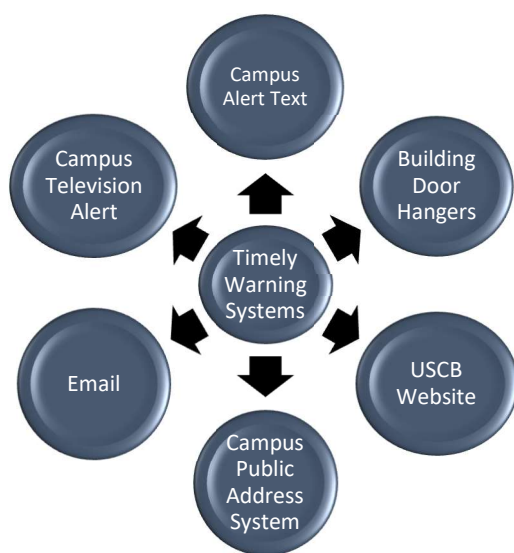 Campus
Alert Text
Building
Door
Hangers
USCB
Website
Campus
Public
Address
System
Email
Campus
Television
Alert
Timely
Warning
Systems